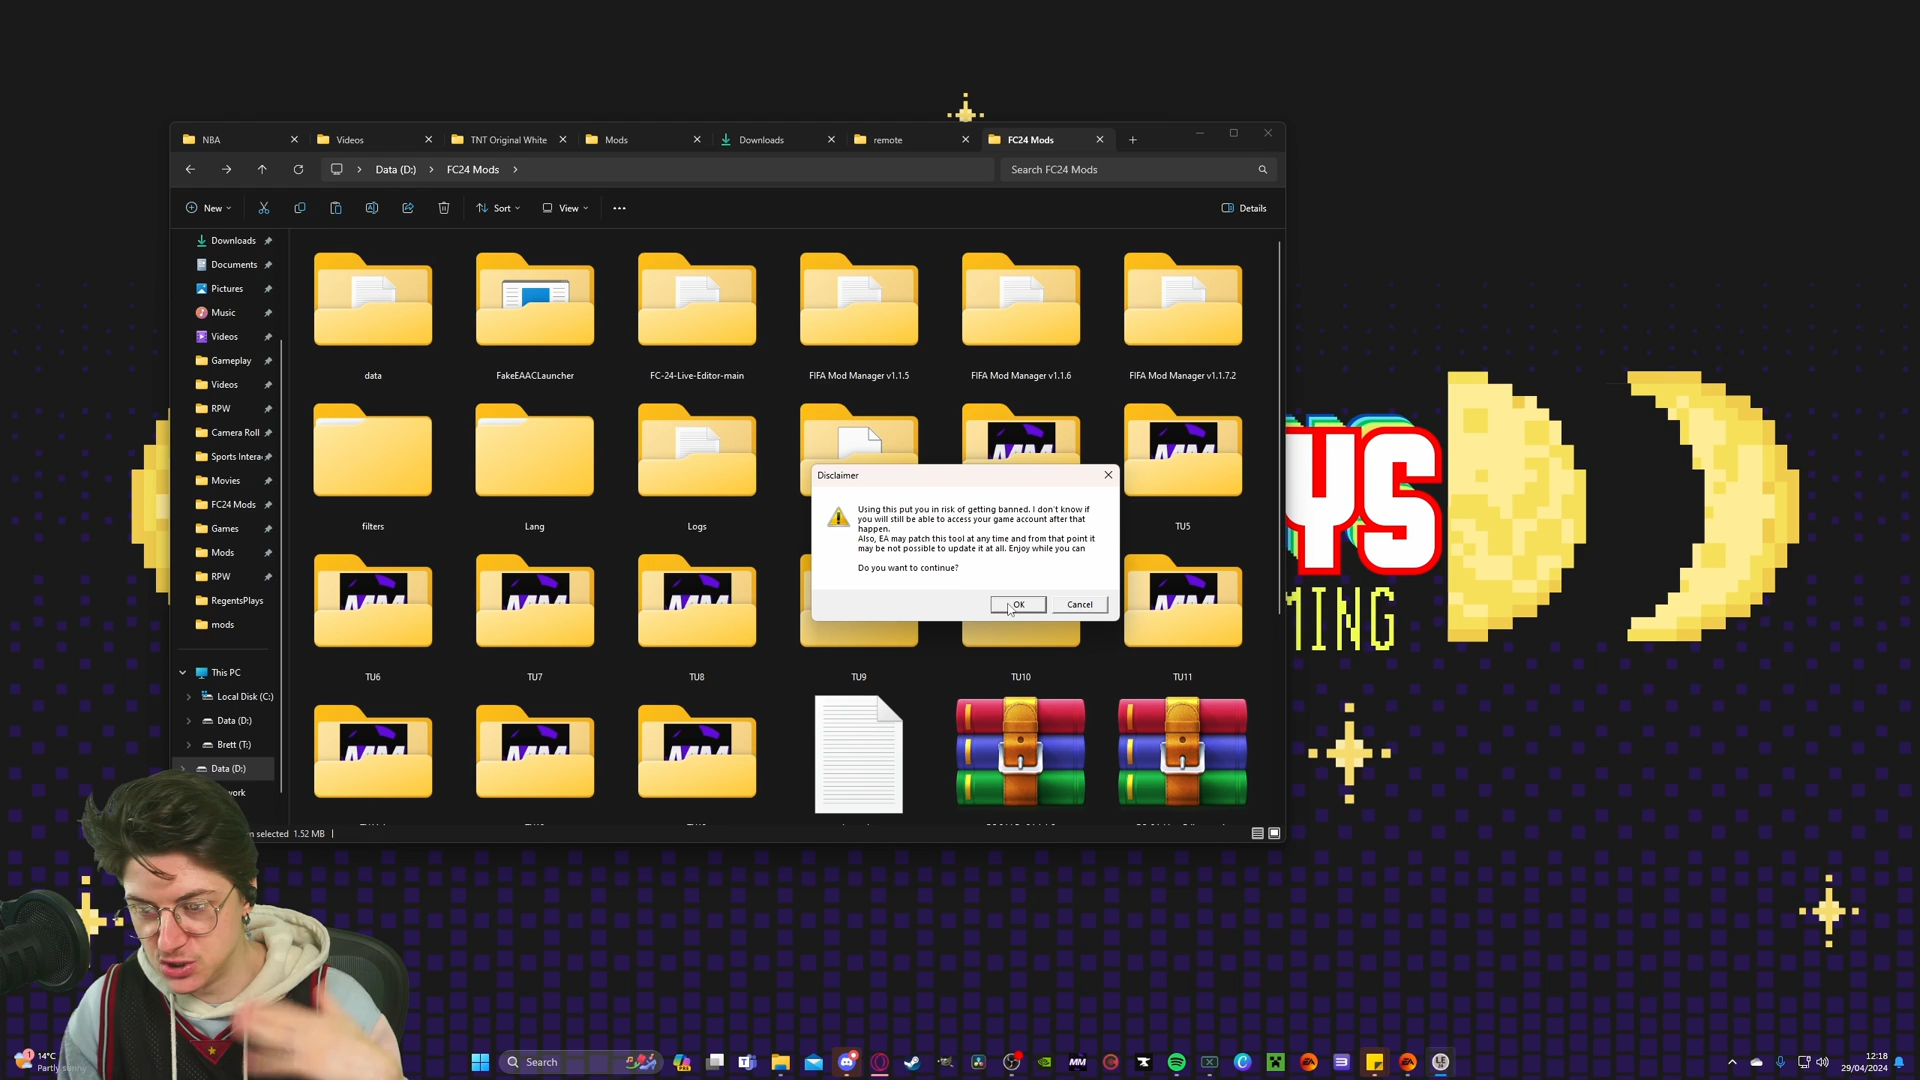 NBA
Videos
TNT Original White
Mods
Downloads
remote
FC24 Mods
Data (D:)
FC24 Mods
Search FC24 Mods
New
Sort
View
Details
Downloads
Documents
Pictures
Music
Videos
Gameplay
Videos
RPW
Camera Roll
Sports Intera
Movies
FC24 Mods
Games
Mods
RPW
RegentsPlays
mods
This PC
Local Disk (C:)
Data (D:)
Brett (T:)
Data (D:)
work
data
FakeEAACLauncher
FC-24-Live-Editor-main
FIFA Mod Manager v1.1.5
FIFA Mod Manager v1.1.6
FIFA Mod Manager v1.1.7.2
filters
Lang
Logs
TU5
TU6
TU7
TU8
TU9
TU10
TU11
Disclaimer
Using this put you in risk of getting banned. I don't know if
you will still be able to access your game account after that
happen.
Also, EA may patch this tool at any time and from that point it
may be not possible to update it at all. Enjoy while you can
Do you want to continue?
OK
Cancel
selected 1.52 MB
YS
MING
14°C
Partly sunny
Search
MM
12:18
29/04/2024